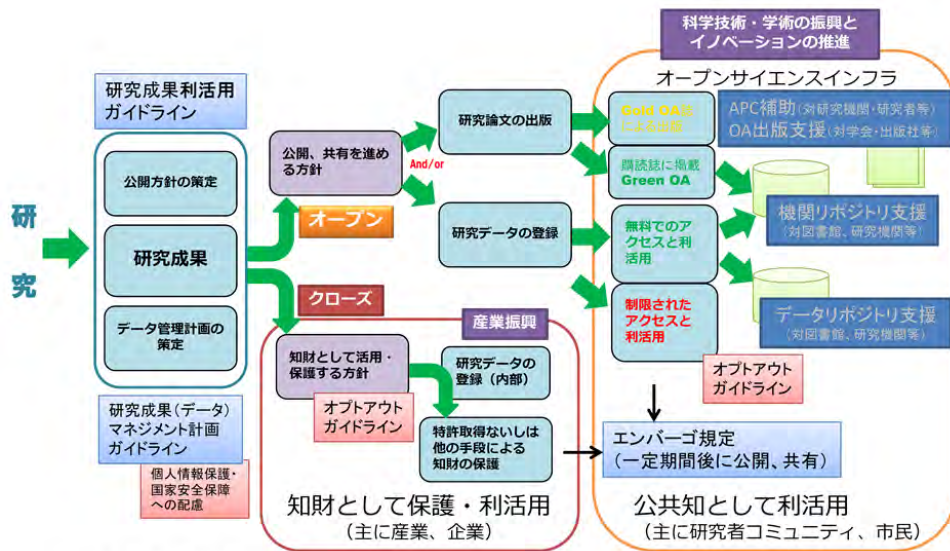 科学技術・学術の振興と
イノベーションの推進
研究成果利活用
ガイドライン
オープンサイエンスインフラ
公開方針の策定
研究成果
データ管理計画の
策定
研
究
公開、共有を進め
る方針
And/or
オープン
クローズ
研究論文の出版
研究データの登録
Gold OA誌
による出版
購読誌に掲載
Green OA
無料でのア
クセスと利
活用
制限された
アクセスと
利活用
APC補助(対研究機関・研究者等)
OA出版支援(対学会・出版社等)
機関リポジトリ支援
(対図書館、研究機関等)
データリポジトリ支援
(対図書館、研究機関等)
産業振興
知財として活用・
保護する方針
研究データの
登録(内部)
オプトアウト
ガイドライン
特許取得ないしは
他の手段による
知財の保護
オプトアウト
ガイドライン
エンバーゴ規定
(一定期間後に公開、共有)
研究成果(データ)
マネジメント計画
ガイドライン
個人情報保護・
国家安全保障
への配慮
知財として保護・利活用
(主に産業、企業)
公共知として利活用
(主に研究者コミュニティ、市民)